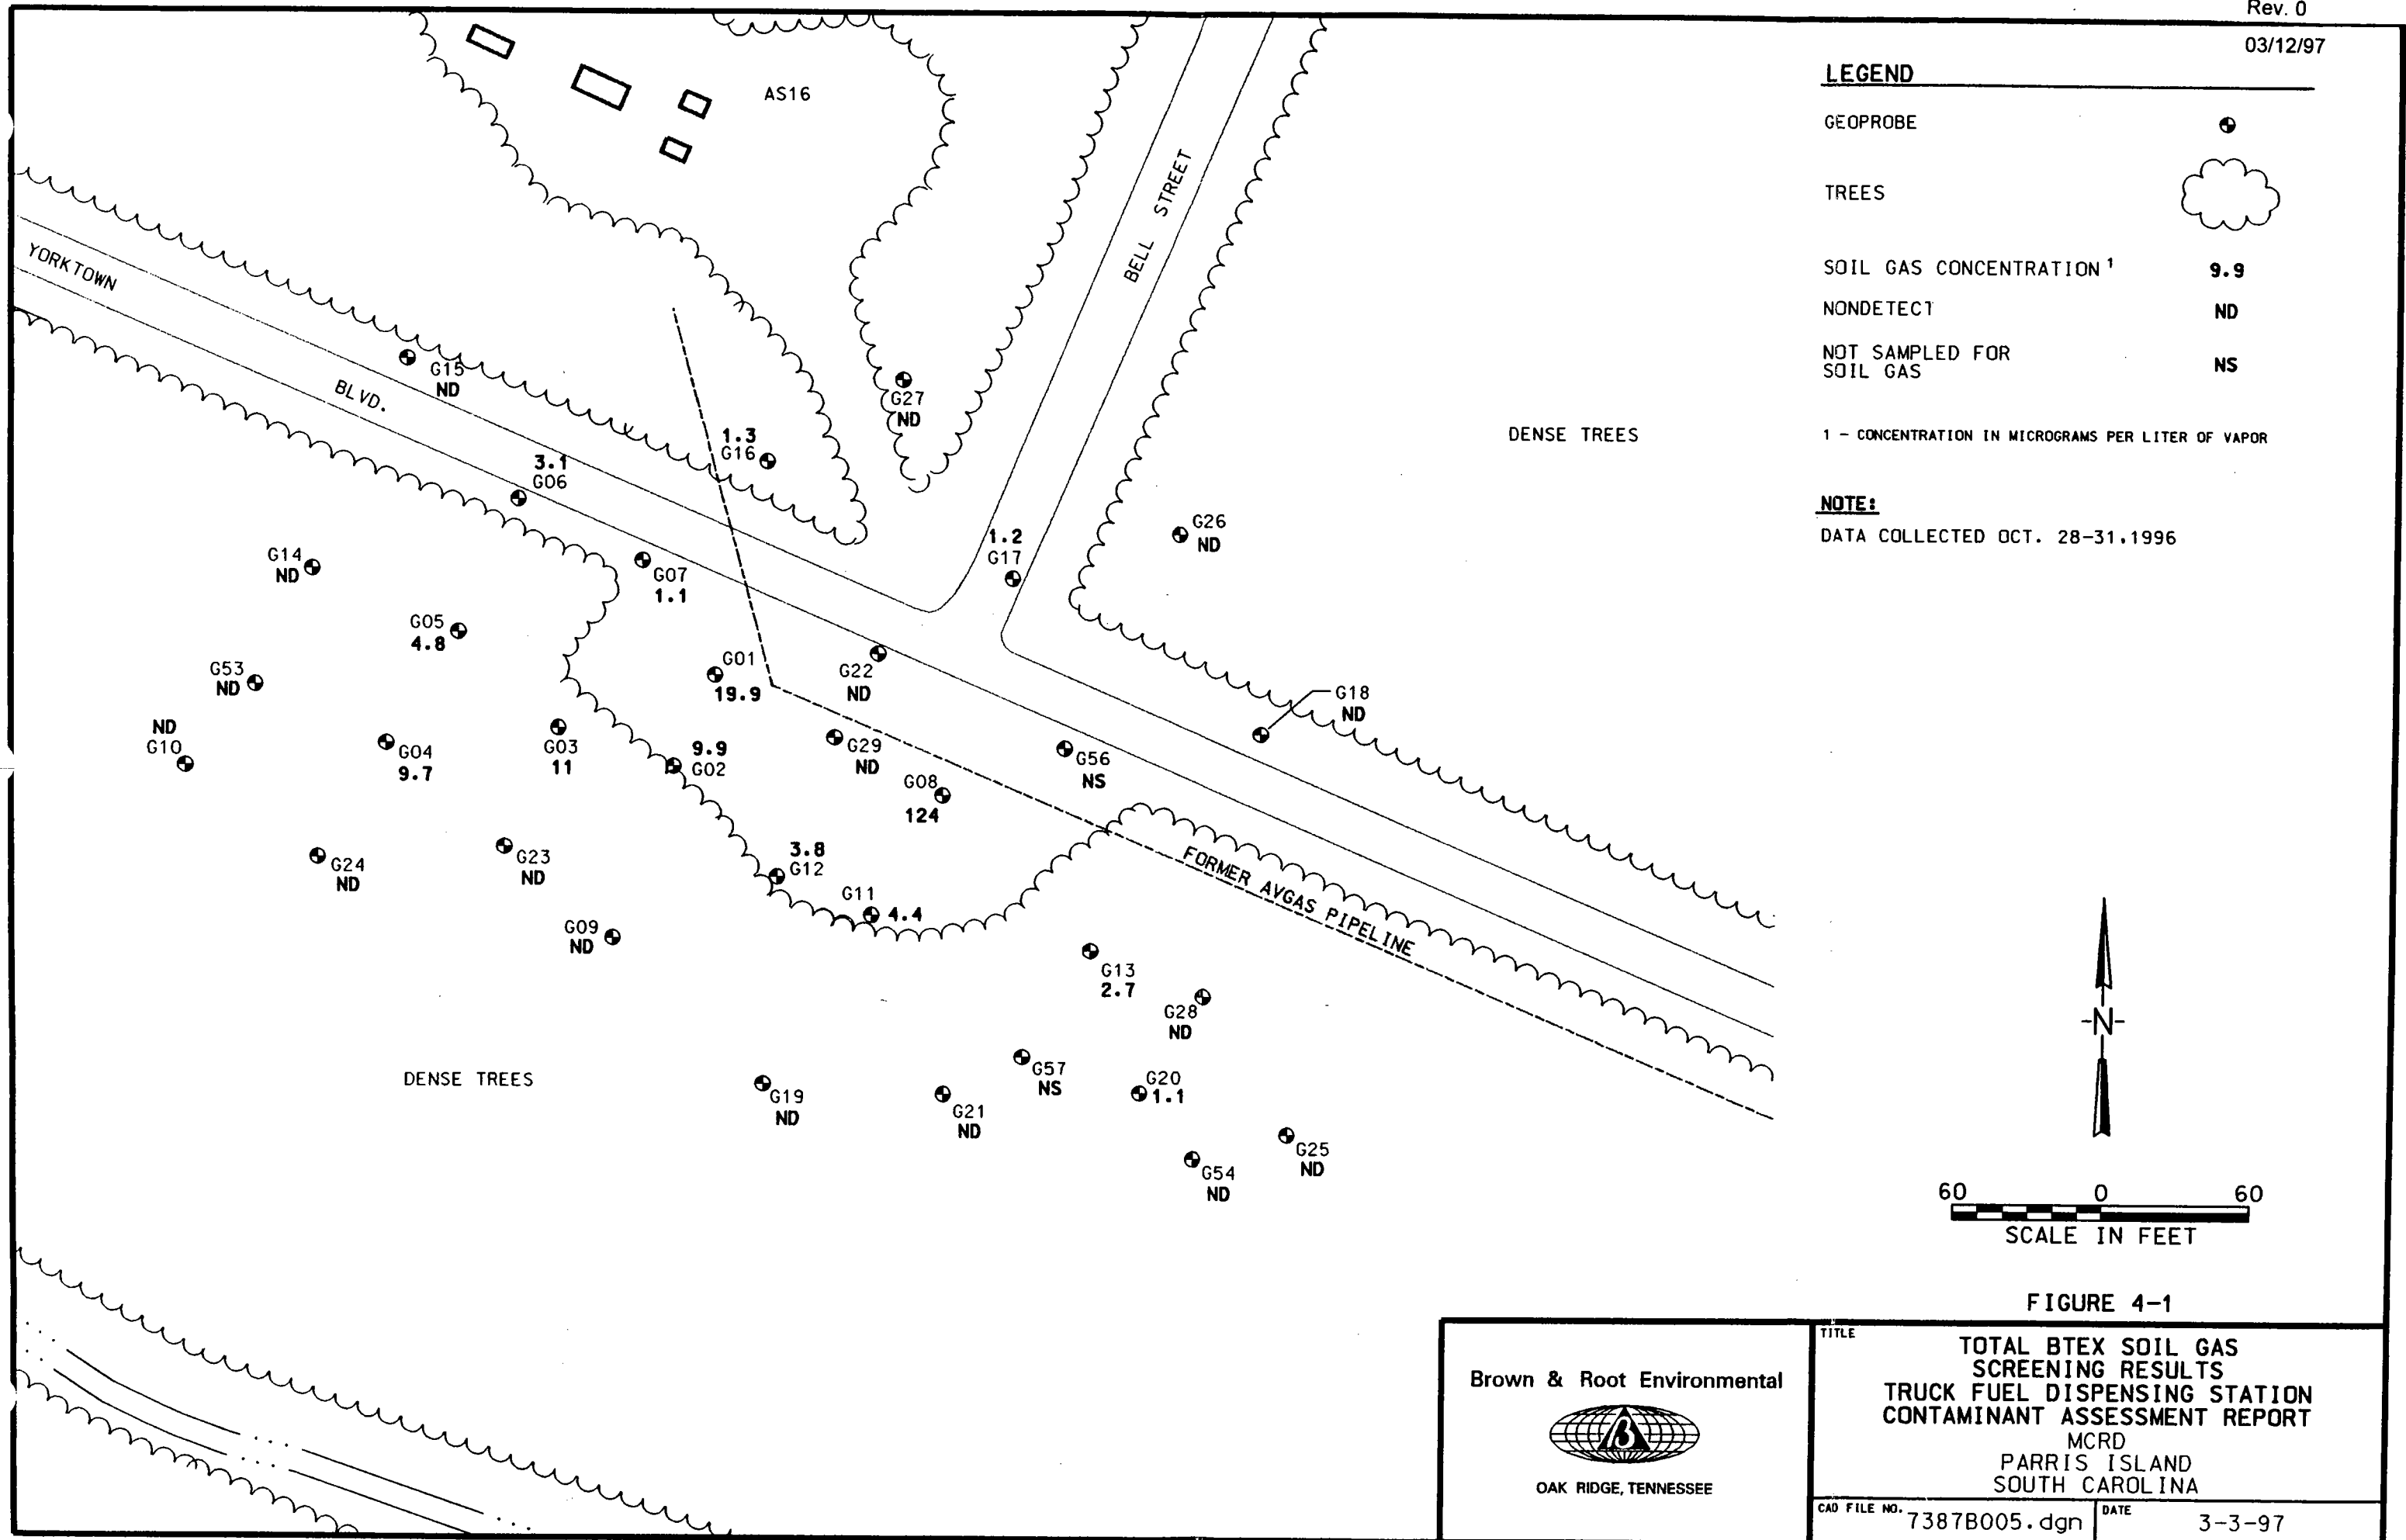 Rev. 0
03/12/97
LEGEND
GEOPROBE
TREES
SOIL GAS CONCENTRATION 1
9.9
NONDETECT
ND
NOT SAMPLED FOR
SOIL GAS
NS
1 - CONCENTRATION IN MICROGRAMS PER LITER OF VAPOR
NOTE:
DATA COLLECTED OCT. 28-31,1996
AS16
BELL STREET
YORKTOWN
BLVD.
DENSE TREES
G15
ND
G27
ND
1.3
G16
3.1
G06
G26
ND
1.2
G17
G14
ND
G07
1.1
G05
4.8
G53
ND
G01
19.9
G22
ND
G18
ND
ND
G10
G04
9.7
G03
11
9.9
G02
G29
ND
G56
NS
G08
124
G24
ND
G23
ND
3.8
G12
FORMER AVGAS PIPELINE
G11
4.4
G09
ND
G13
2.7
G28
ND
DENSE TREES
G57
NS
G19
ND
G21
ND
G20
1.1
G25
ND
G54
ND
-N-
60 0 60
SCALE IN FEET
FIGURE 4-1
Brown & Root Environmental
B
OAK RIDGE, TENNESSEE
TITLE
TOTAL BTEX SOIL GAS
SCREENING RESULTS
TRUCK FUEL DISPENSING STATION
CONTAMINANT ASSESSMENT REPORT
MCRD
PARRIS ISLAND
SOUTH CAROLINA
CAD FILE NO. 7387B005.dgn
DATE 3-3-97